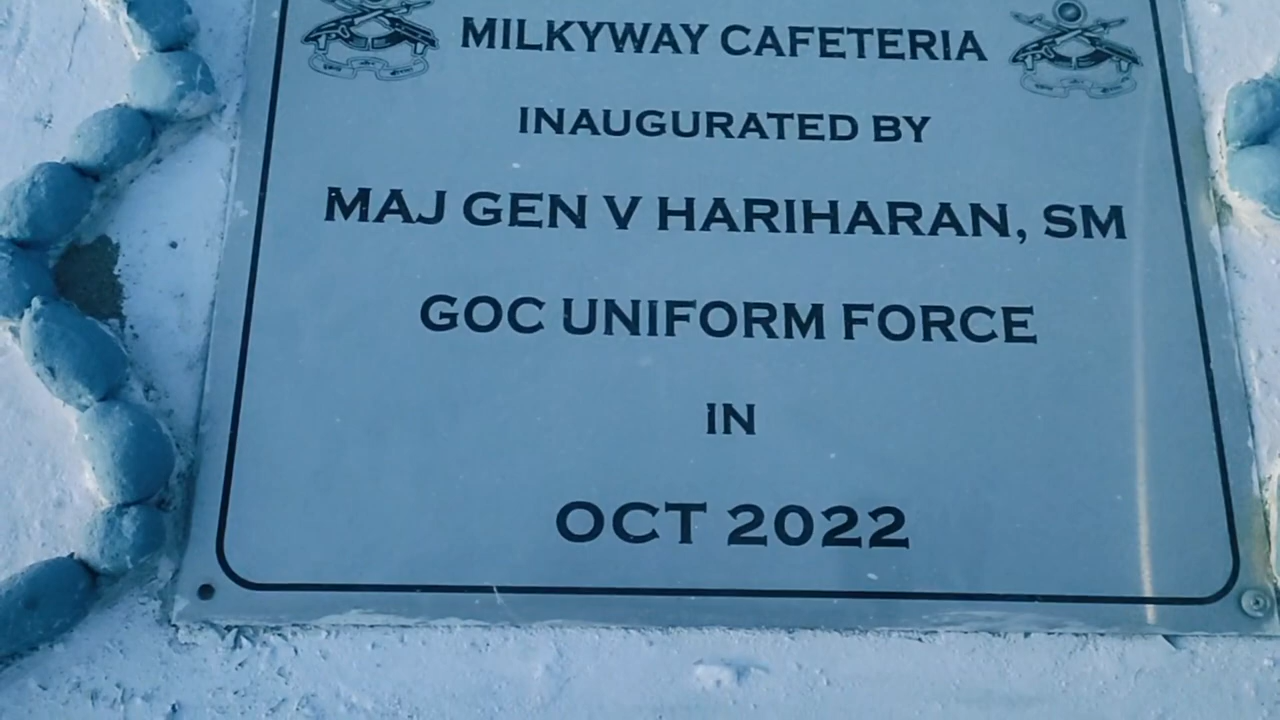 MILKYWAY CAFETERIA
INAUGURATED BY
MAJ GEN V HARIHARAN, SM
GOC UNIFORM FORCE
IN
OCT 2022